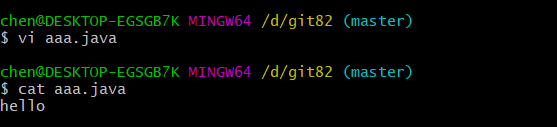 chen@DESKTOP-EGSGB7K MINGW64 /d/git82 (master)
$ vi aaa.java
chen@DESKTOP-EGSGB7K MINGW64 /d/git82 (master)
$ cat aaa.java
hello